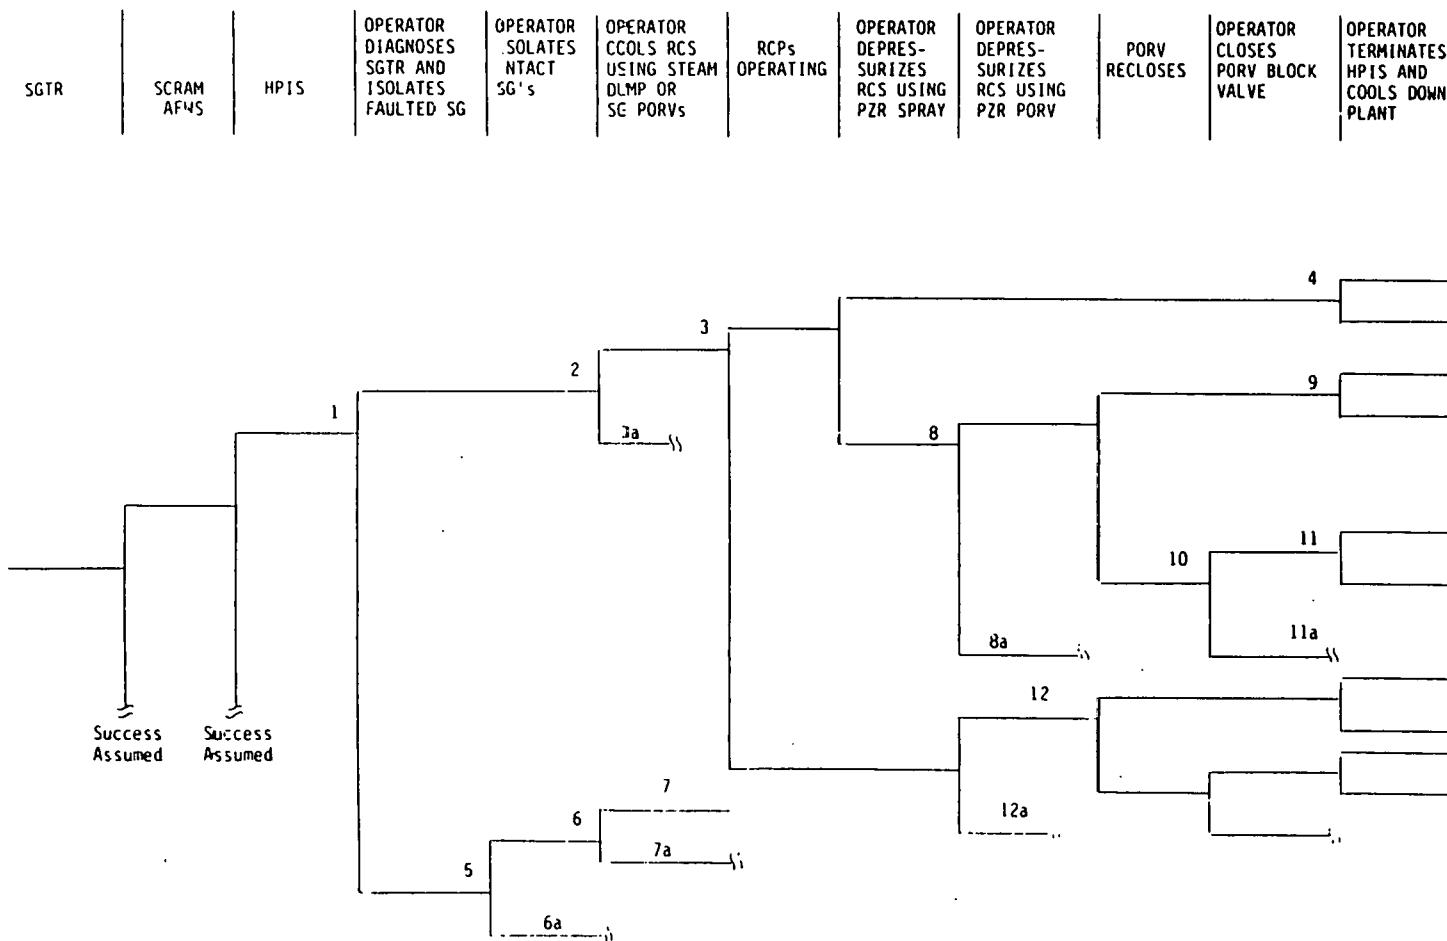 SGTR
SCRAM
AFWS
HPIS
OPERATOR
DIAGNOSES
SGTR AND
ISOLATES
FAULTED SG
OPERATOR
.SOLATES
NTACT
SG's
OPERATOR
CCOLS RCS
USING STEAM
DUMP OR
SG PORVs
RCPs
OPERATING
OPERATOR
DEPRES-
SURIZES
RCS USING
PZR SPRAY
OPERATOR
DEPRES-
SURIZES
RCS USING
PZR PORV
PORV
RECLOSES
OPERATOR
CLOSES
PORV BLOCK
VALVE
OPERATOR
TERMINATES
HPIS AND
COOLS DOWN
PLANT
4
3
2
9
1
3a
8
11
10
8a
11a
12
Success
Assumed
Success
Assumed
7
6
12a
7a
5
6a